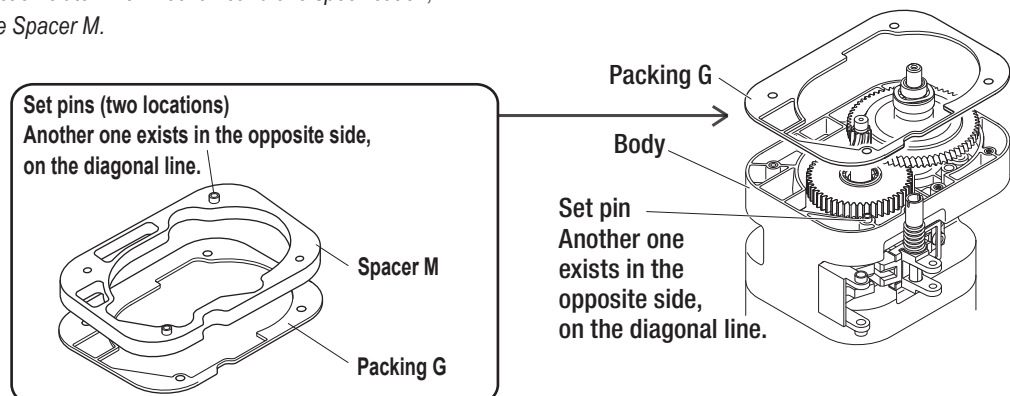 e Spacer M.
Set pins (two locations)
Another one exists in the opposite side,
on the diagonal line.
Spacer M
Packing G
Packing G
Body
Set pin
Another one
exists in the
opposite side,
on the diagonal line.